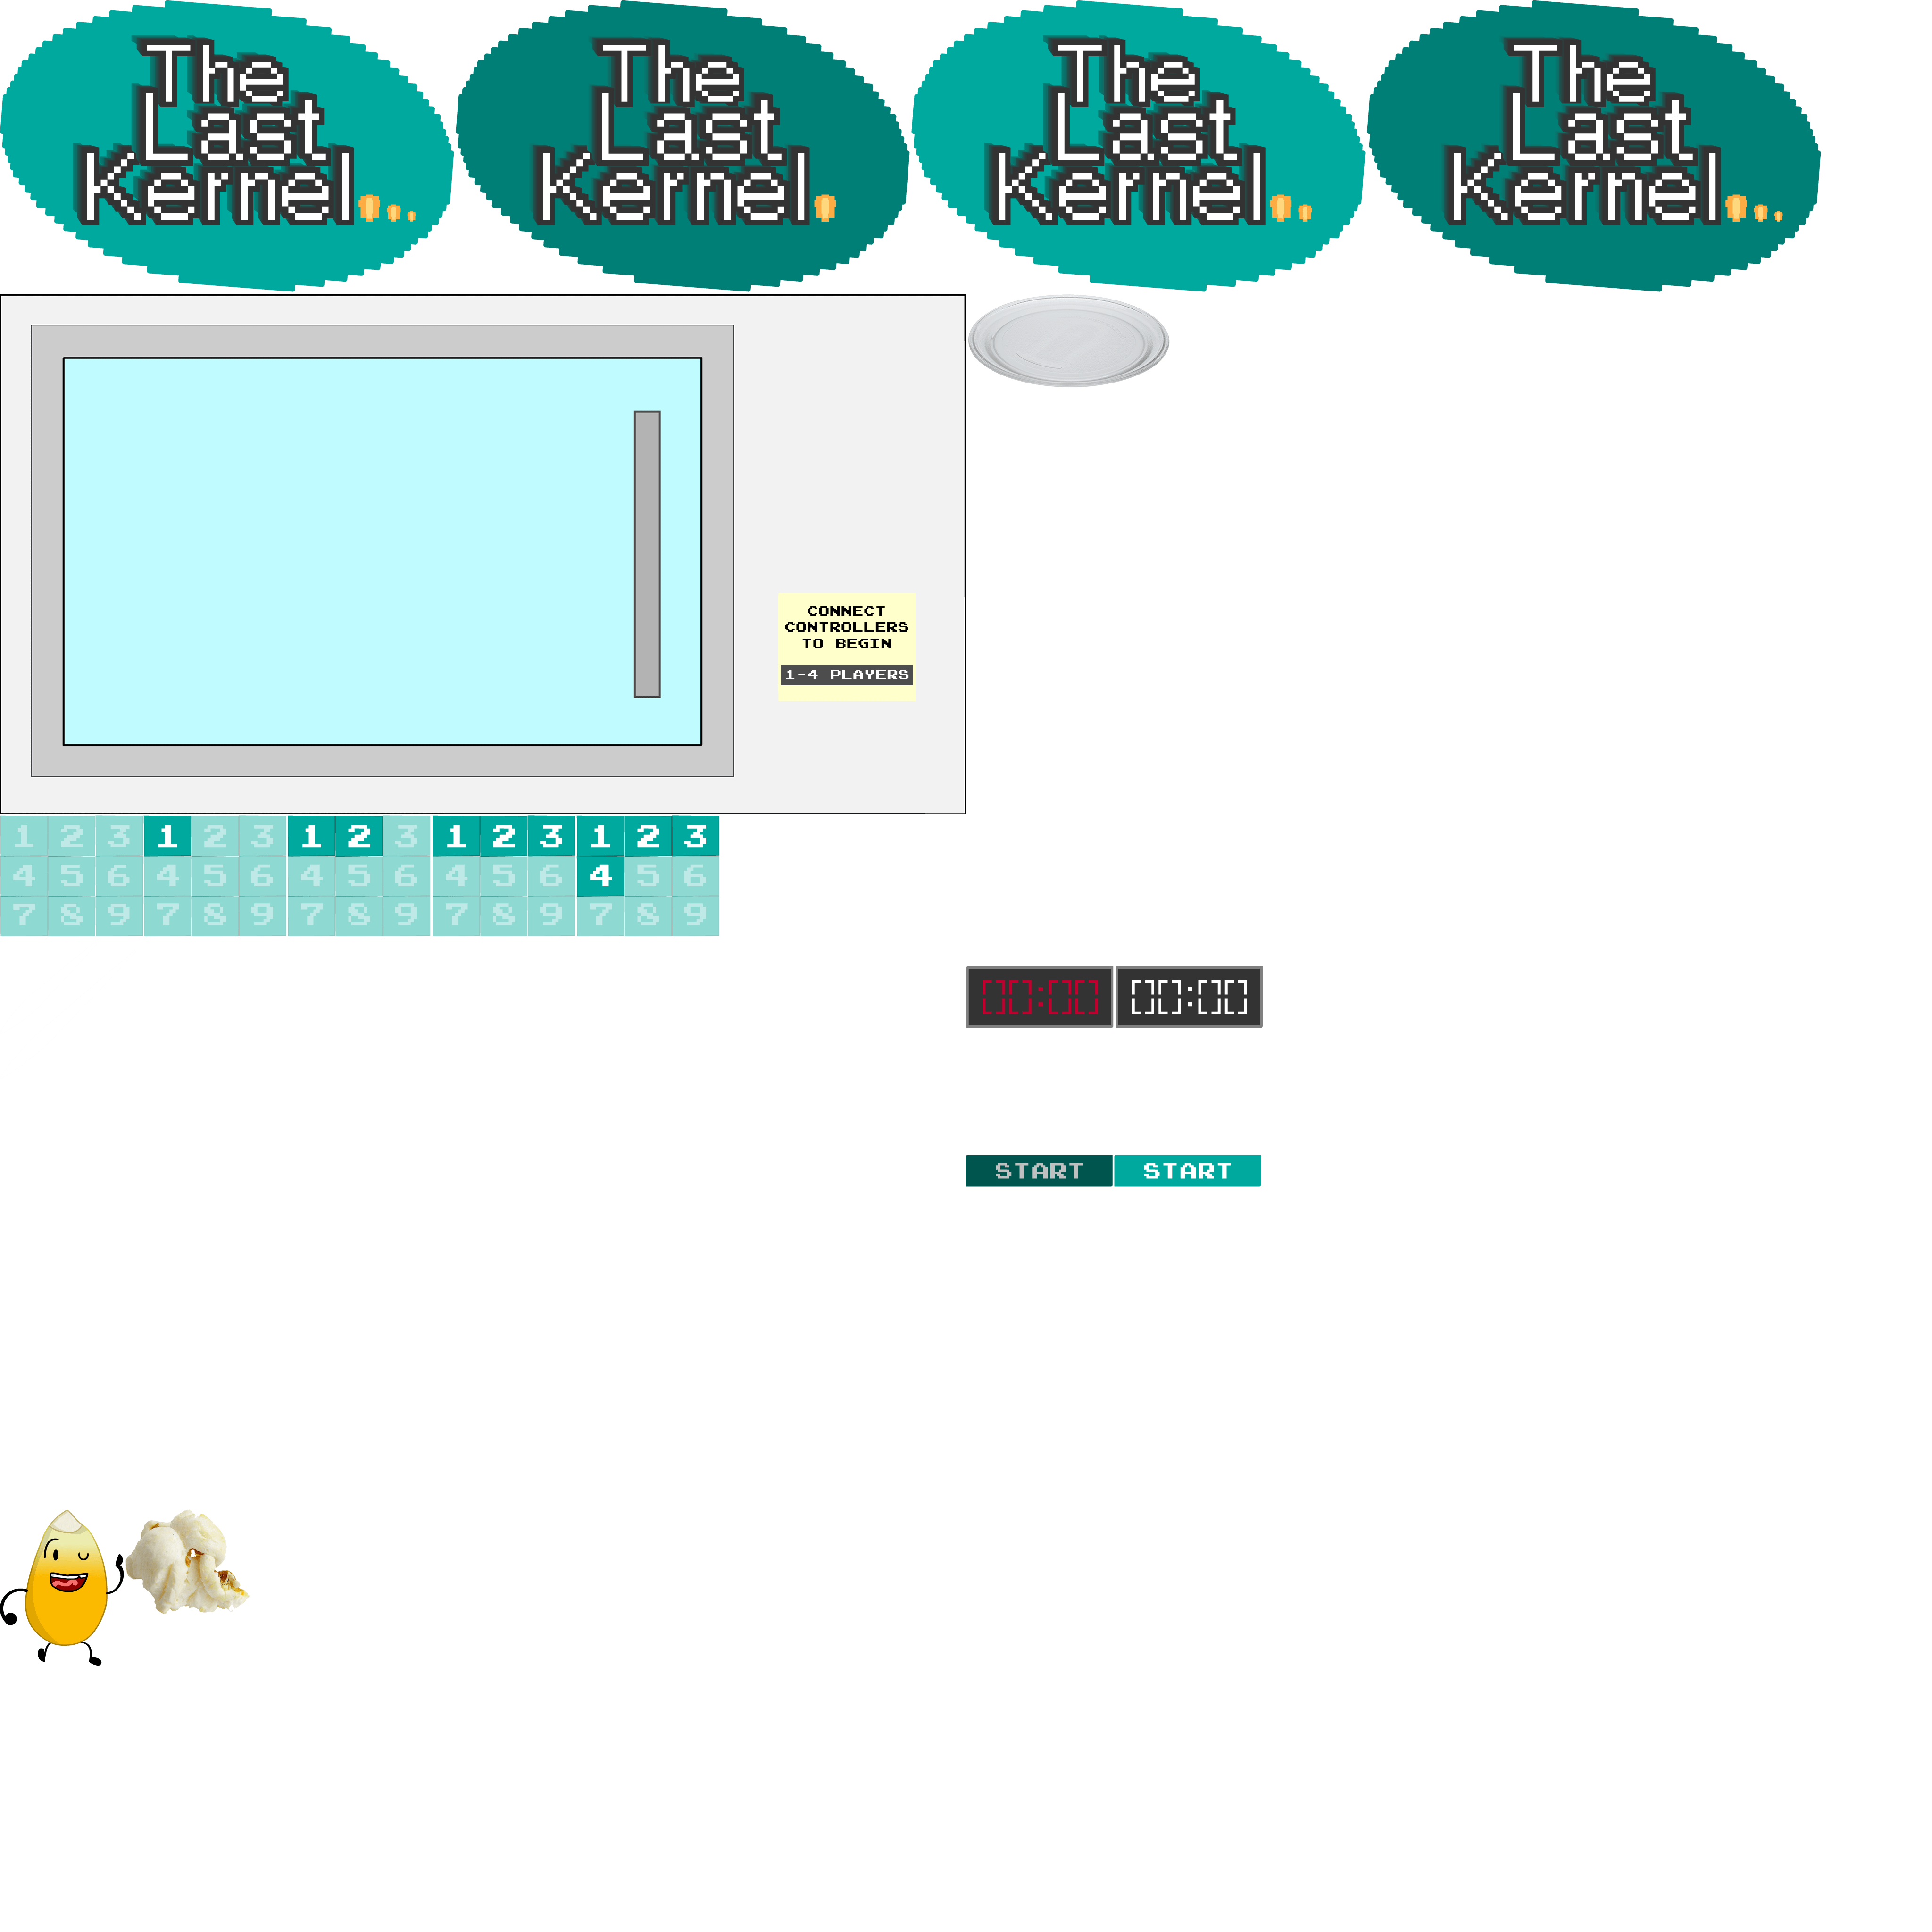 The
Last
Kernel
The
Last
Kernel
The
Last
Kernel
The
Last
Kernel
CONNECT
CONTROLLERS
TO BEGIN
1-4 PLAYERS
1 2 3 1 2 3 1 2 3 1 2 3 1 2 3
4 5 6 4 5 6 4 5 6 4 5 6 4 5 6
7 8 9 7 8 9 7 8 9 7 8 9 7 8 9
00:00 00:00
START START